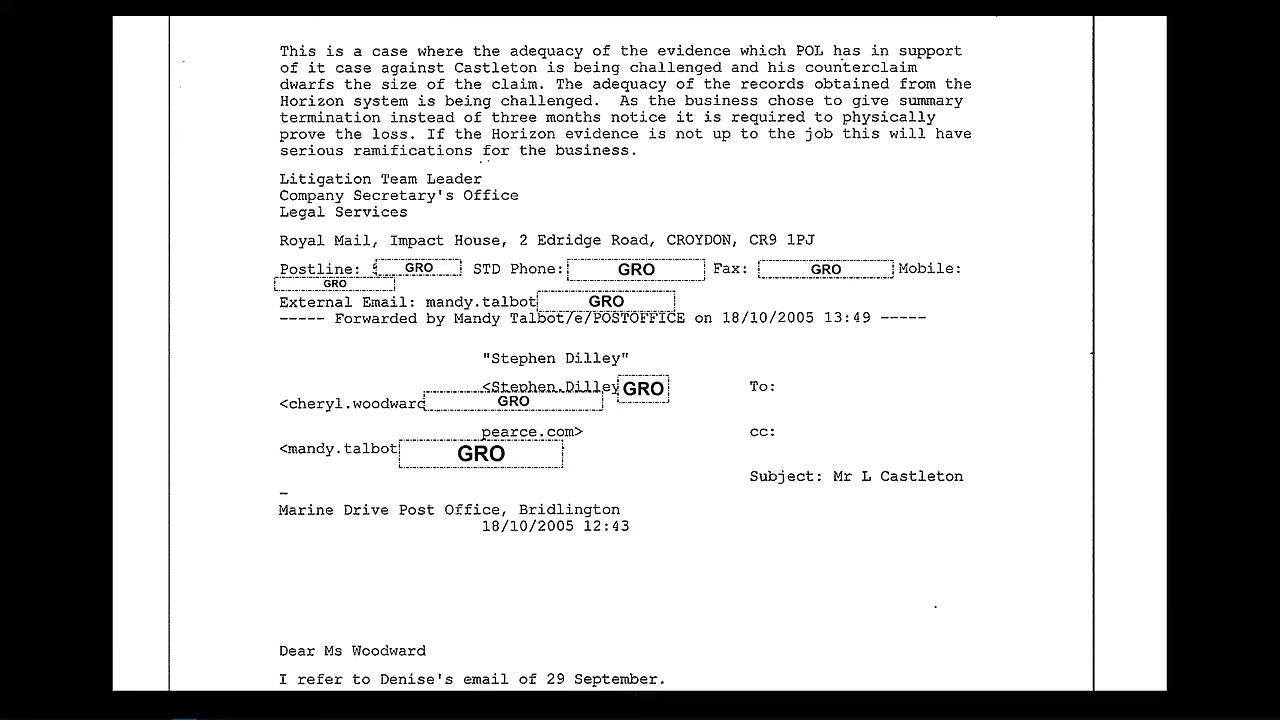 This is a case where the adequacy of the evidence which POL has in support
of it case against Castleton is being challenged and his counterclaim
dwarfs the size of the claim. The adequacy of the records obtained from the
Horizon system is being challenged.  As the business chose to give summary
termination instead of three months notice it is required to physically
prove the loss. If the Horizon evidence is not up to the job this will have
serious ramifications for the business.
Litigation Team Leader
Company Secretary's Office
Legal Services
Royal Mail, Impact House, 2 Edridge Road, CROYDON, CR9 1PJ
Postline: GRO STD Phone: GRO Fax: GRO Mobile:
GRO
External Email: mandy.talbot GRO
----- Forwarded by Mandy Talbot/e/POSTOFFICE on 18/10/2005 13:49 -----
"Stephen Dilley"
<Stephen.Dilley GRO To:
<cheryl.woodward GRO
pearce.com> cc:
<mandy.talbot GRO
Subject: Mr L Castleton
–
Marine Drive Post Office, Bridlington
18/10/2005 12:43
Dear Ms Woodward
I refer to Denise's email of 29 September.